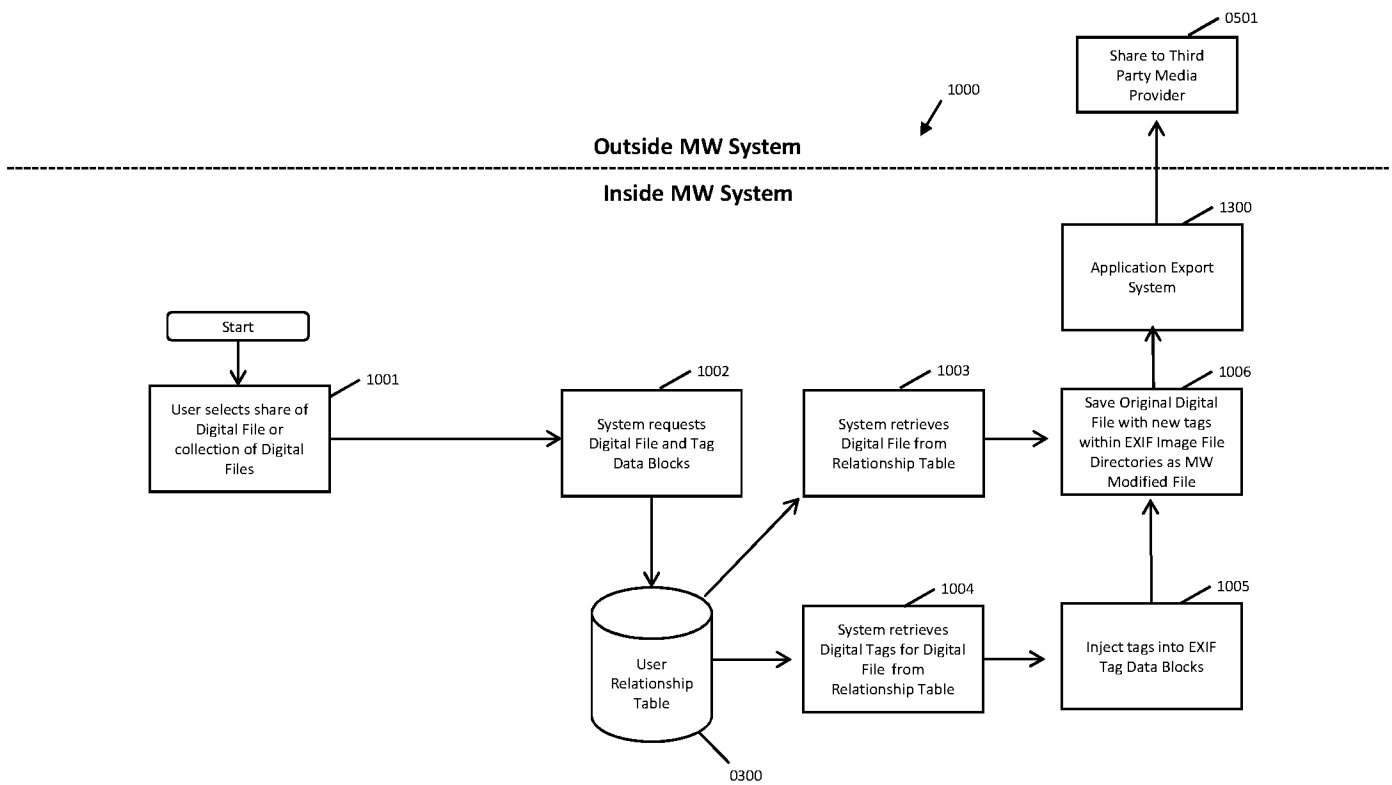 0501
Share to Third
Party Media
Provider
1000
Outside MW System
Inside MW System
1300
Application Export
System
Start
1001
User selects share of
Digital File or
collection of Digital
Files
1002
System requests
Digital File and Tag
Data Blocks
1003
System retrieves
Digital File from
Relationship Table
1006
Save Original Digital
File with new tags
within EXIF Image File
Directories as MW
Modified File
User
Relationship
Table
0300
1004
System retrieves
Digital Tags for Digital
File from
Relationship Table
1005
Inject tags into EXIF
Tag Data Blocks